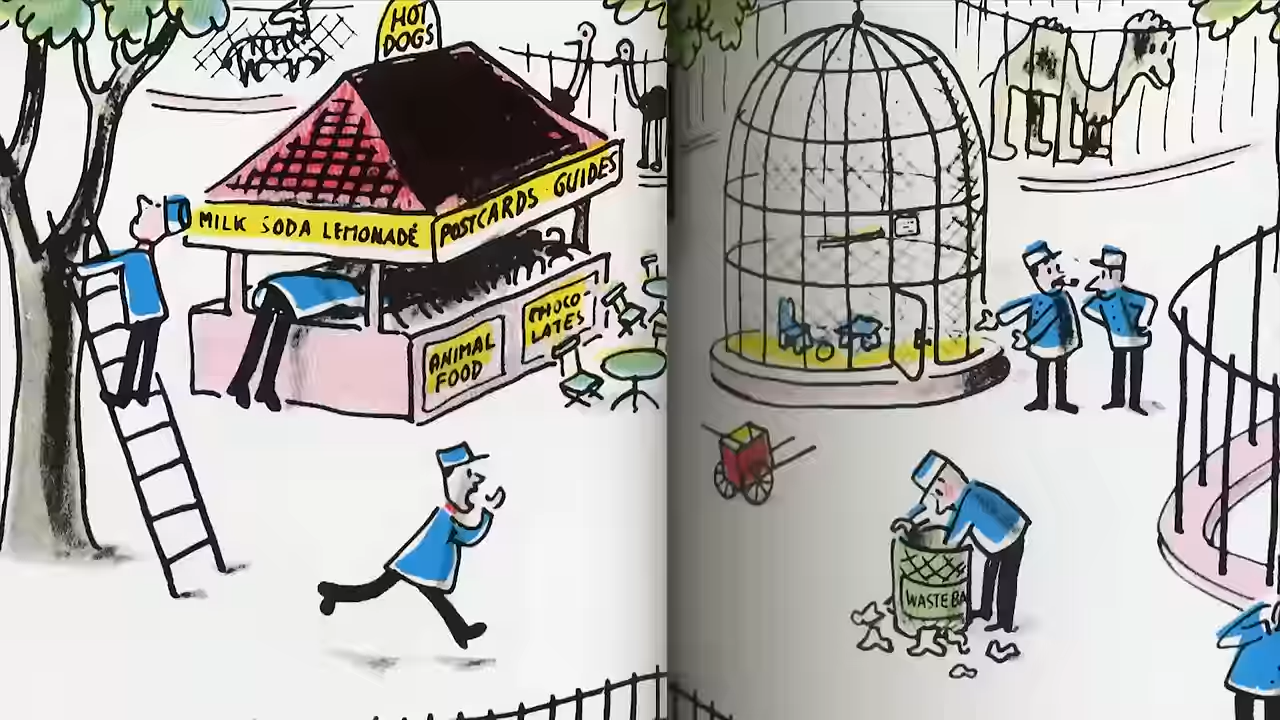 HOT
DOGS
MILK SODA LEMONADE
POSTCARDS GUIDES
CHOCO-
LATES
ANIMAL
FOOD
WASTE BA